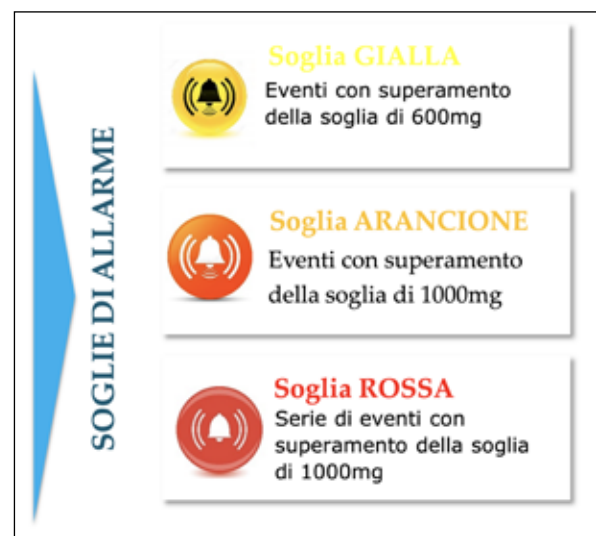 SOGLIE DI ALLARME
Soglia GIALLA
Eventi con superamento
della soglia di 600mg
Soglia ARANCIONE
Eventi con superamento
della soglia di 1000mg
Soglia ROSSA
Serie di eventi con
superamento della soglia
di 1000mg